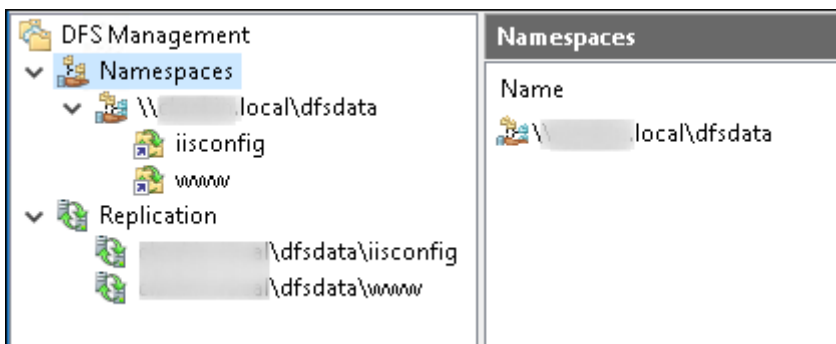 DFS Management
Namespaces
\\ .local\dfsdata
iisconfig
www
Replication
\dfsdata\iisconfig
\dfsdata\www
Namespaces
Name
\\ .local\dfsdata